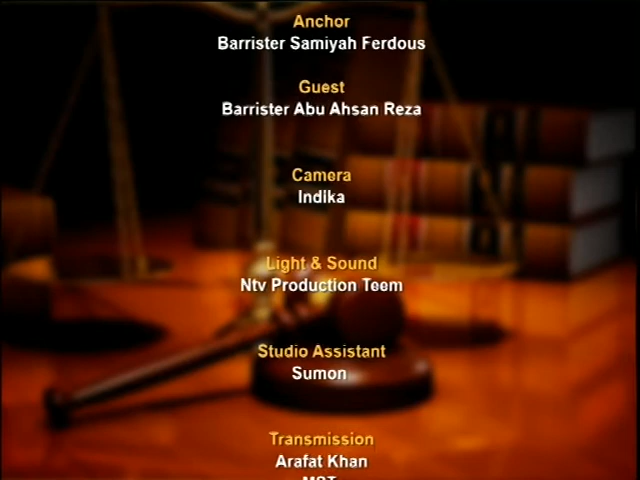 Anchor
Barrister Samiyah Ferdous
Guest
Barrister Abu Ahsan Reza
Camera
Indika
Light & Sound
Ntv Production Teem
Studio Assistant
Sumon
Transmission
Arafat Khan